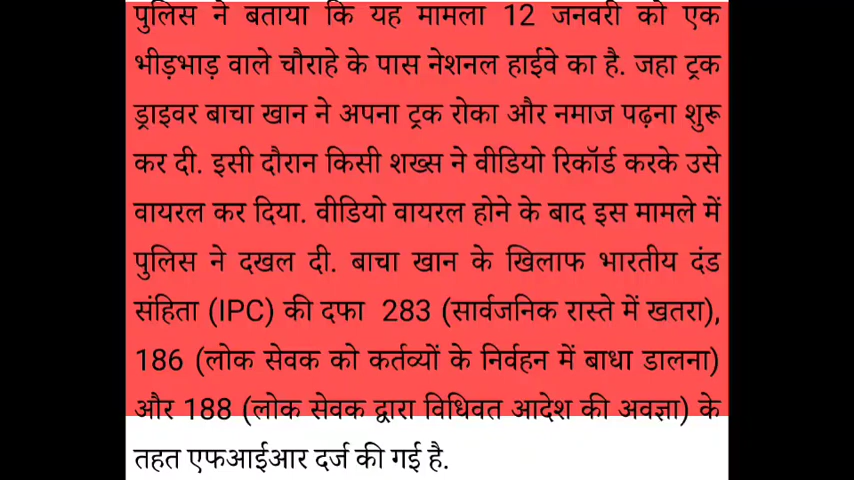 पुलिस ने बताया कि यह मामला 12 जनवरी को एक
भीड़भाड़ वाले चौराहे के पास नेशनल हाईवे का है. जहा ट्रक
ड्राइवर बाचा खान ने अपना ट्रक रोका और नमाज पढ़ना शुरू
कर दी. इसी दौरान किसी शख्स ने वीडियो रिकॉर्ड करके उसे
वायरल कर दिया. वीडियो वायरल होने के बाद इस मामले में
पुलिस ने दखल दी. बाचा खान के खिलाफ भारतीय दंड
संहिता (IPC) की दफा 283 (सार्वजनिक रास्ते में खतरा),
186 (लोक सेवक को कर्तव्यों के निर्वहन में बाधा डालना)
और 188 (लोक सेवक द्वारा विधिवत आदेश की अवज्ञा) के
तहत एफआईआर दर्ज की गई है.